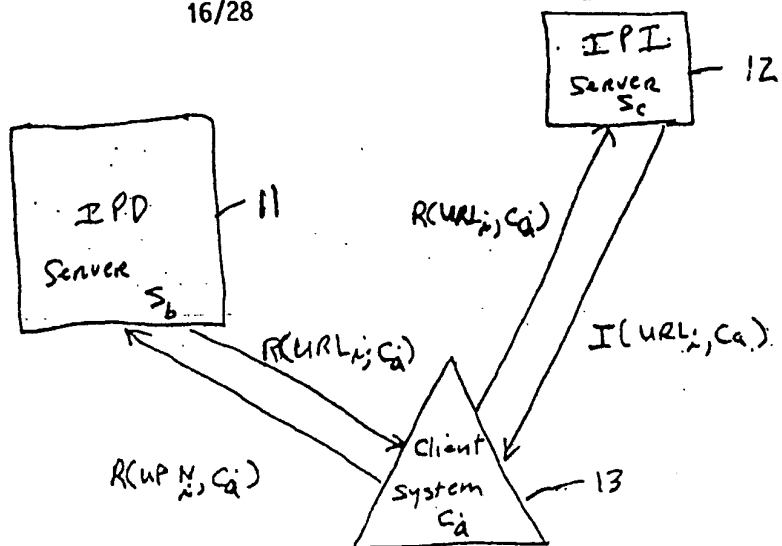 16/28
IPI
Server
Sc
12
IPD
Server
Sb
11
R(URLi, Ca)
R(URLi, Ca)
I(URLi, Ca)
R(UPNi, Ca)
Client
System
Ca
13